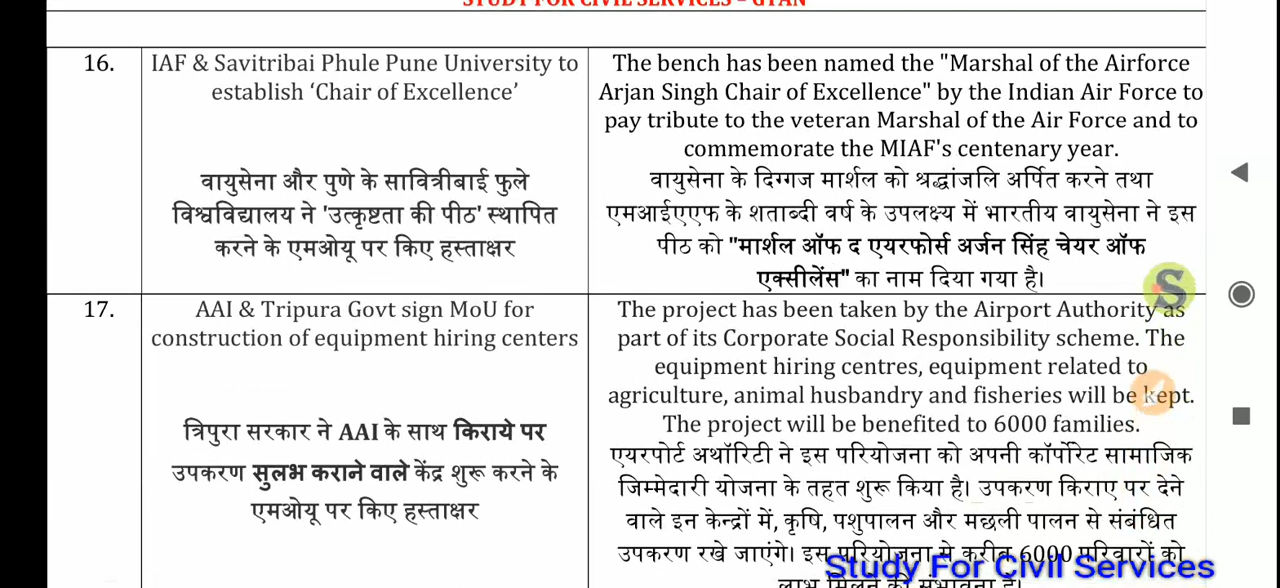 STUDY FOR CIVIL SERVICES – GYAN
16.
IAF & Savitribai Phule Pune University to
establish ‘Chair of Excellence’
वायुसेना और पुणे के सावित्रीबाई फुले
विश्वविद्यालय ने 'उत्कृष्टता की पीठ' स्थापित
करने के एमओयू पर किए हस्ताक्षर
The bench has been named the "Marshal of the Airforce
Arjan Singh Chair of Excellence" by the Indian Air Force to
pay tribute to the veteran Marshal of the Air Force and to
commemorate the MIAF's centenary year.
वायुसेना के दिग्गज मार्शल को श्रद्धांजलि अर्पित करने तथा
एमआईएएफ के शताब्दी वर्ष के उपलक्ष्य में भारतीय वायुसेना ने इस
पीठ को "मार्शल ऑफ द एयरफोर्स अर्जन सिंह चेयर ऑफ
एक्सीलेंस" का नाम दिया गया है।
17.
AAI & Tripura Govt sign MoU for
construction of equipment hiring centers
त्रिपुरा सरकार ने AAI के साथ किराये पर
उपकरण सुलभ कराने वाले केंद्र शुरू करने के
एमओयू पर किए हस्ताक्षर
The project has been taken by the Airport Authority as
part of its Corporate Social Responsibility scheme. The
equipment hiring centres, equipment related to
agriculture, animal husbandry and fisheries will be kept.
The project will be benefited to 6000 families.
एयरपोर्ट अथॉरिटी ने इस परियोजना को अपनी कॉर्पोरेट सामाजिक
जिम्मेदारी योजना के तहत शुरू किया है। उपकरण किराए पर देने
वाले इन केन्द्रों में, कृषि, पशुपालन और मछली पालन से संबंधित
उपकरण रखे जाएंगे। इस परियोजना से करीब 6000 परिवारों को
लाभ मिलने की संभावना है।
Study For Civil Services